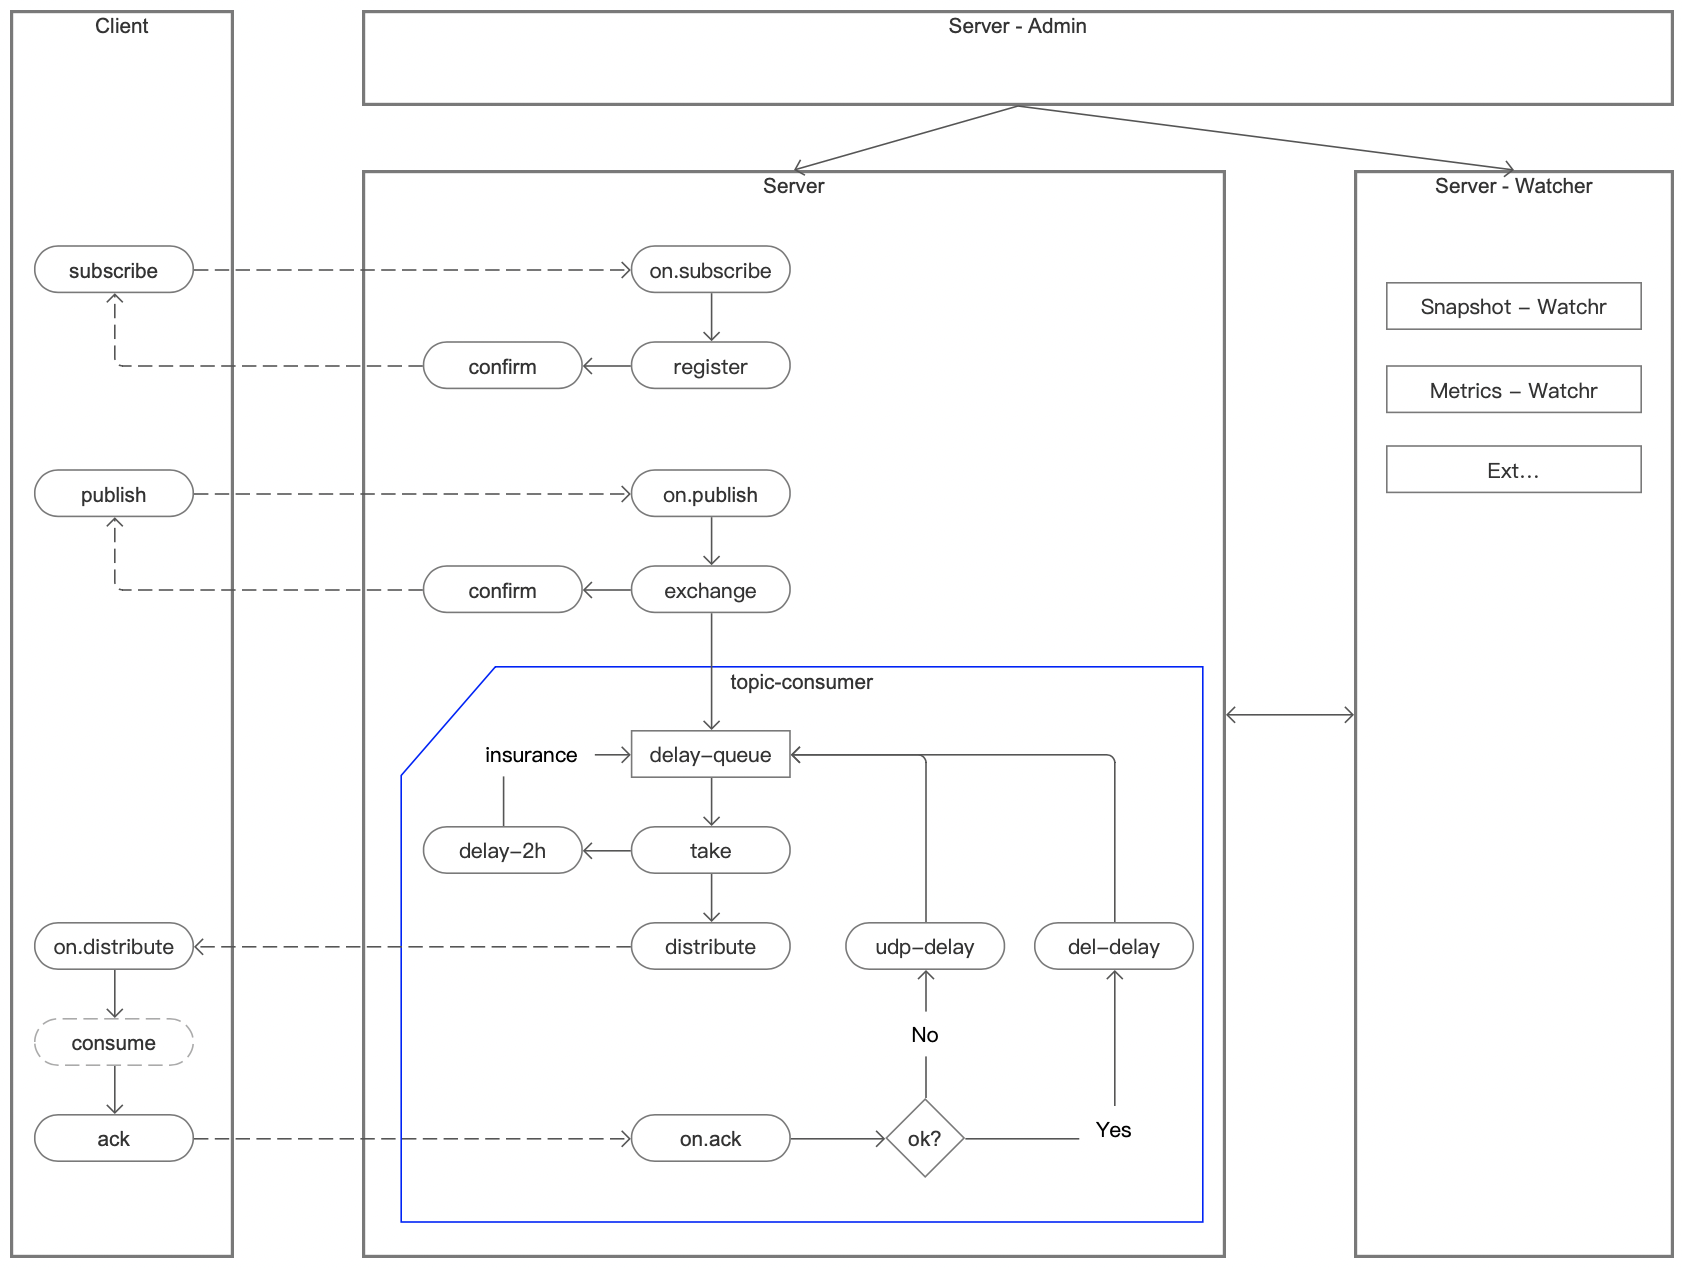 Client
Server - Admin
Server
Server - Watcher
subscribe
on.subscribe
Snapshot – Watchr
confirm
register
Metrics – Watchr
Ext...
publish
on.publish
confirm
exchange
topic-consumer
insurance
delay–queue
delay–2h
take
on.distribute
distribute
udp–delay
del–delay
No
consume
ack
on.ack
ok?
Yes